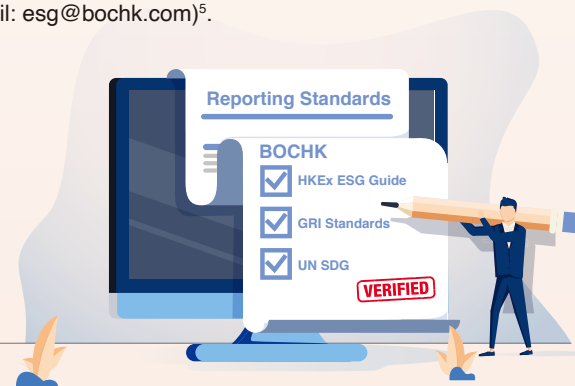 il: esg@bochk.com)⁵.
Reporting Standards
BOCHK
HKEx ESG Guide
GRI Standards
UN SDG
VERIFIED